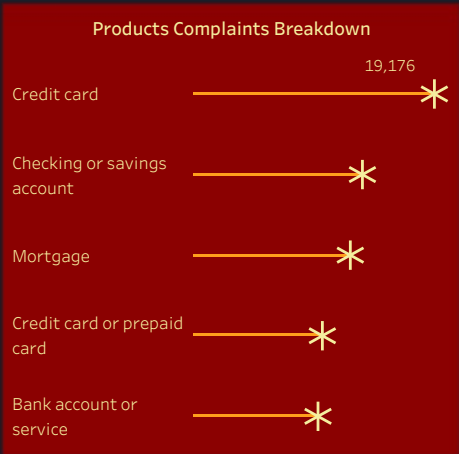 Products Complaints Breakdown
19,176
Credit card
Checking or savings
account
Mortgage
Credit card or prepaid
card
Bank account or
service